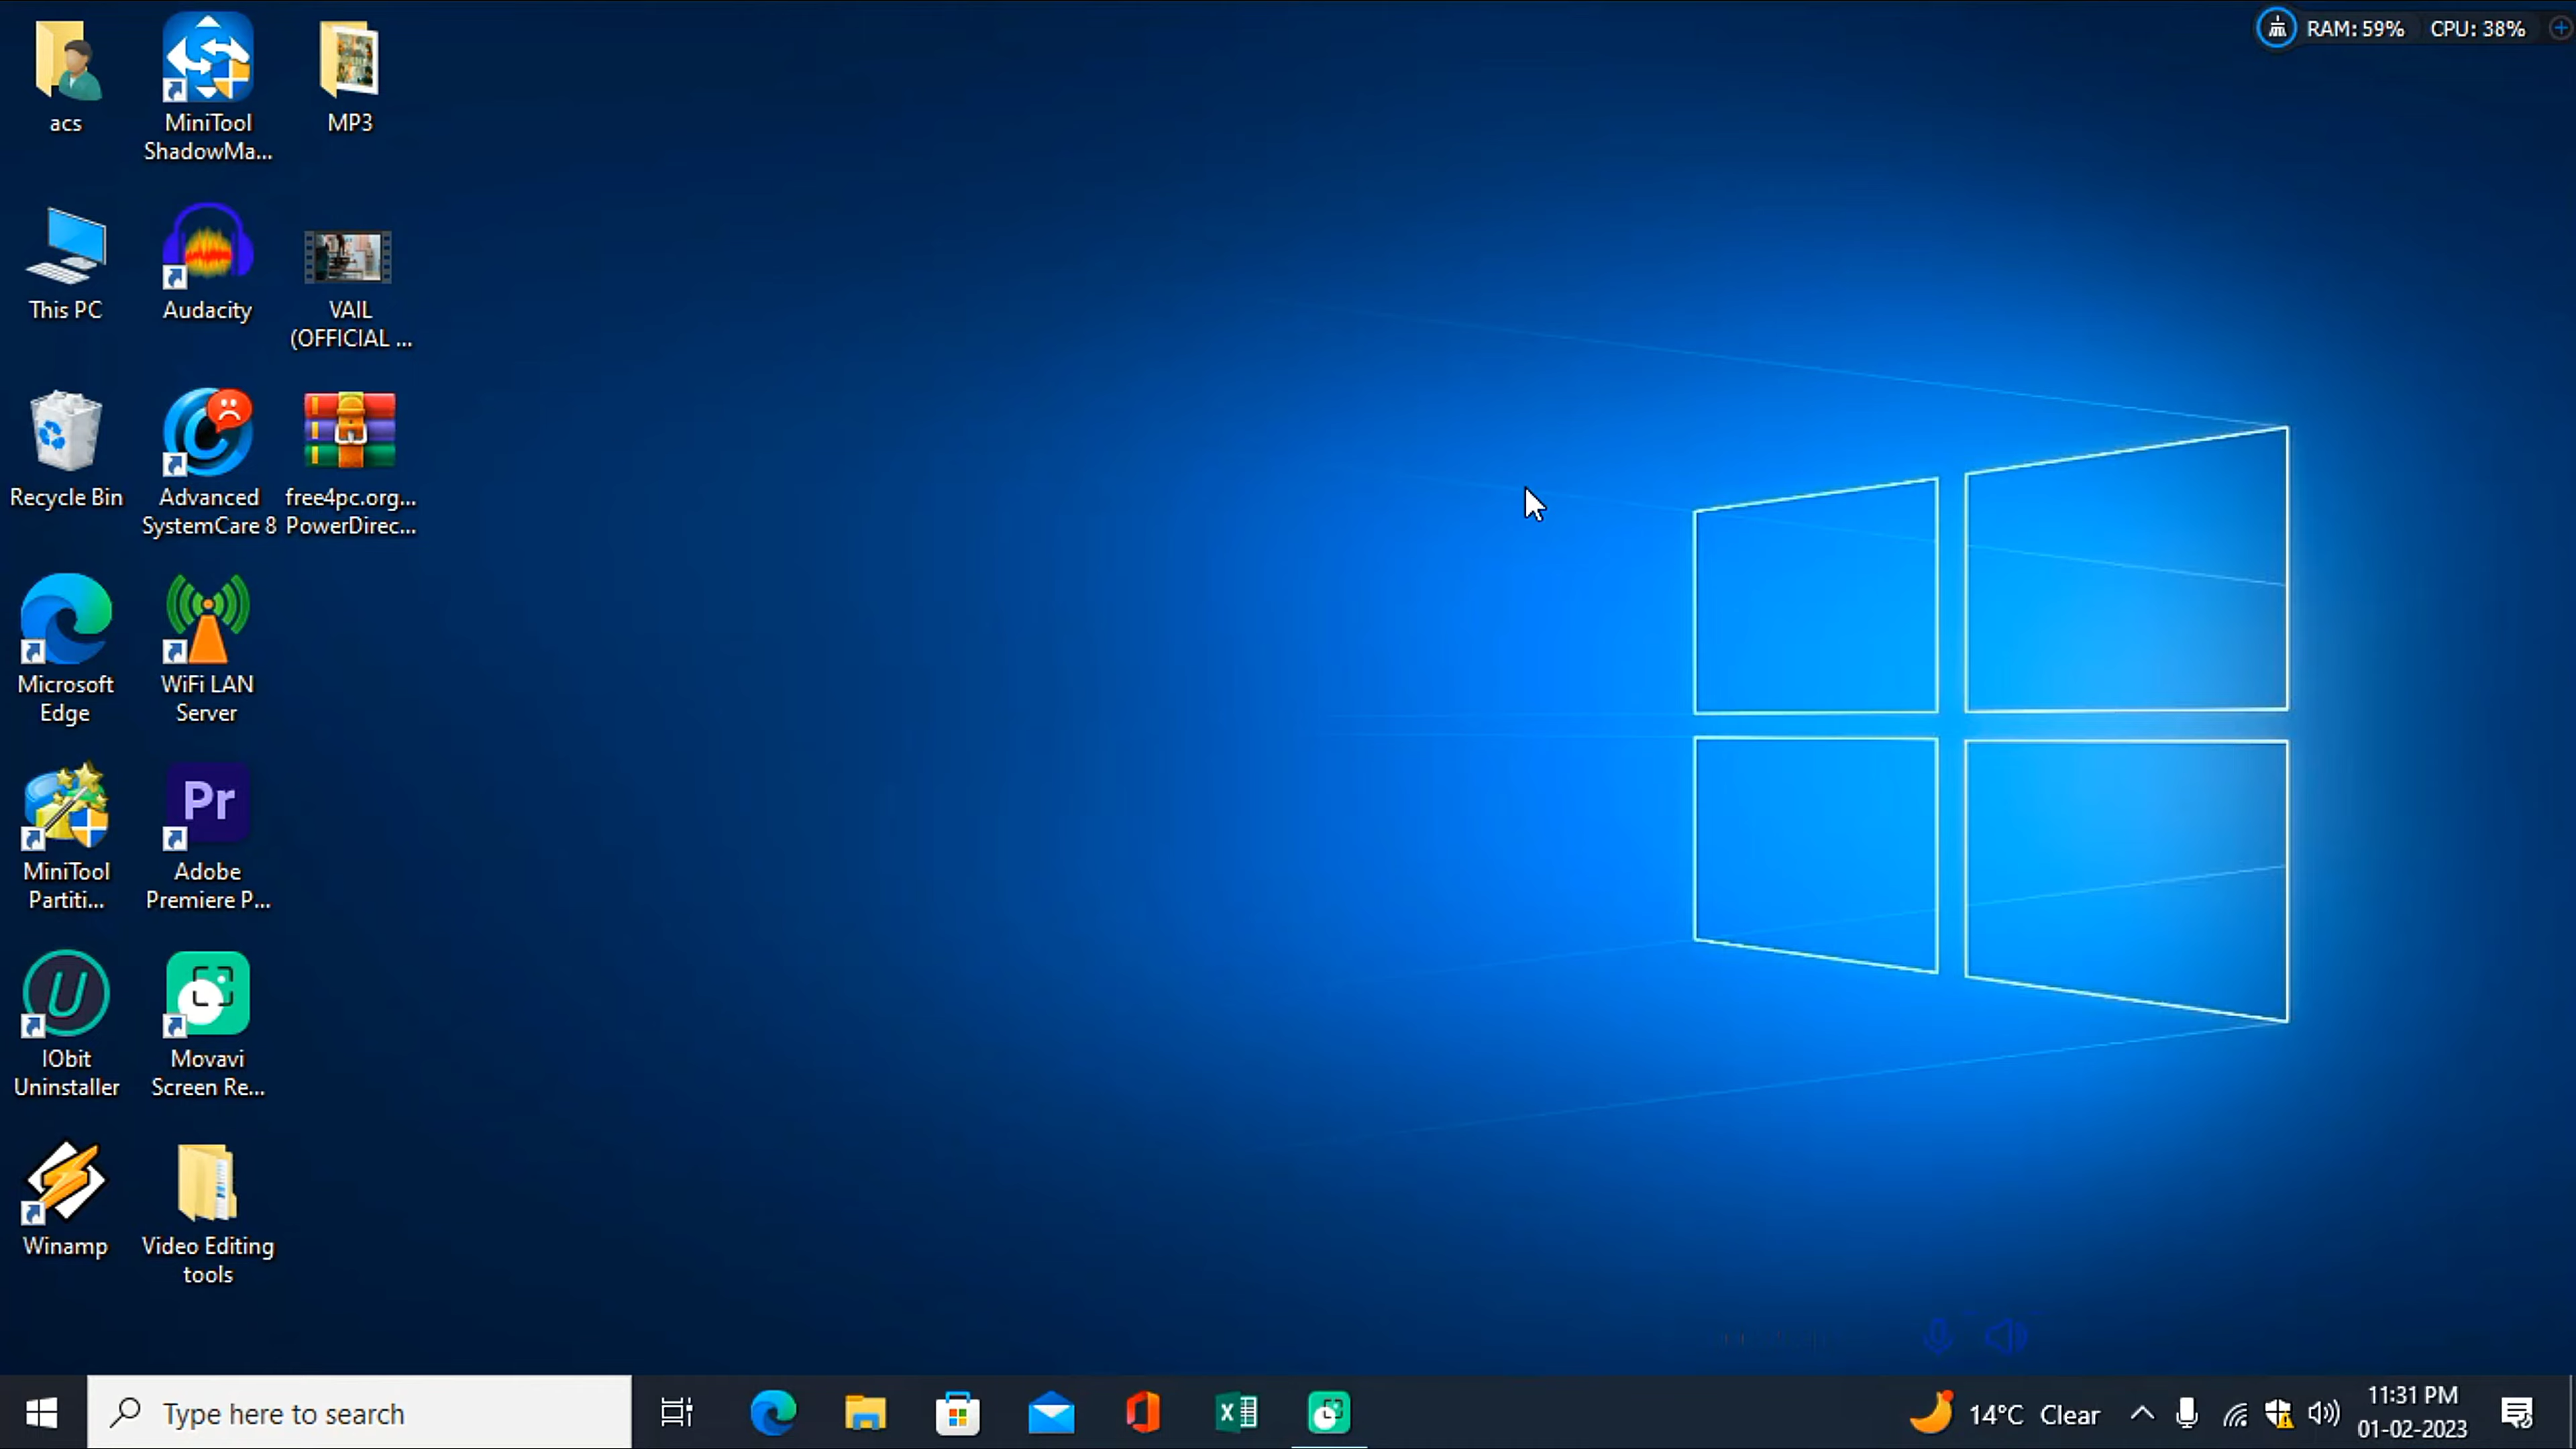 RAM: 59% CPU: 38%
acs
MiniTool
ShadowMa...
MP3
This PC
Audacity
VAIL
(OFFICIAL ...
Recycle Bin
Advanced
SystemCare 8
free4pc.org...
PowerDirec...
Microsoft
Edge
WiFi LAN
Server
MiniTool
Partiti...
Pr
Adobe
Premiere P...
IObit
Uninstaller
Movavi
Screen Re...
Winamp
Video Editing
tools
Type here to search
14°C Clear
11:31 PM
01-02-2023